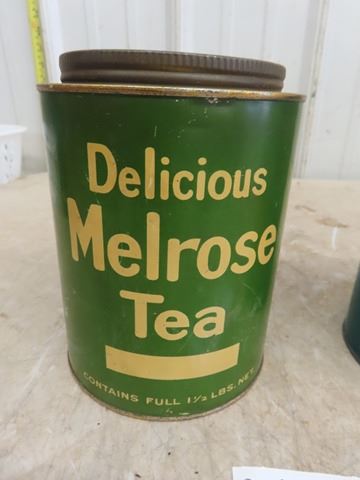 Delicious
Melrose
Tea
CONTAINS FULL 1½ LBS. NET.